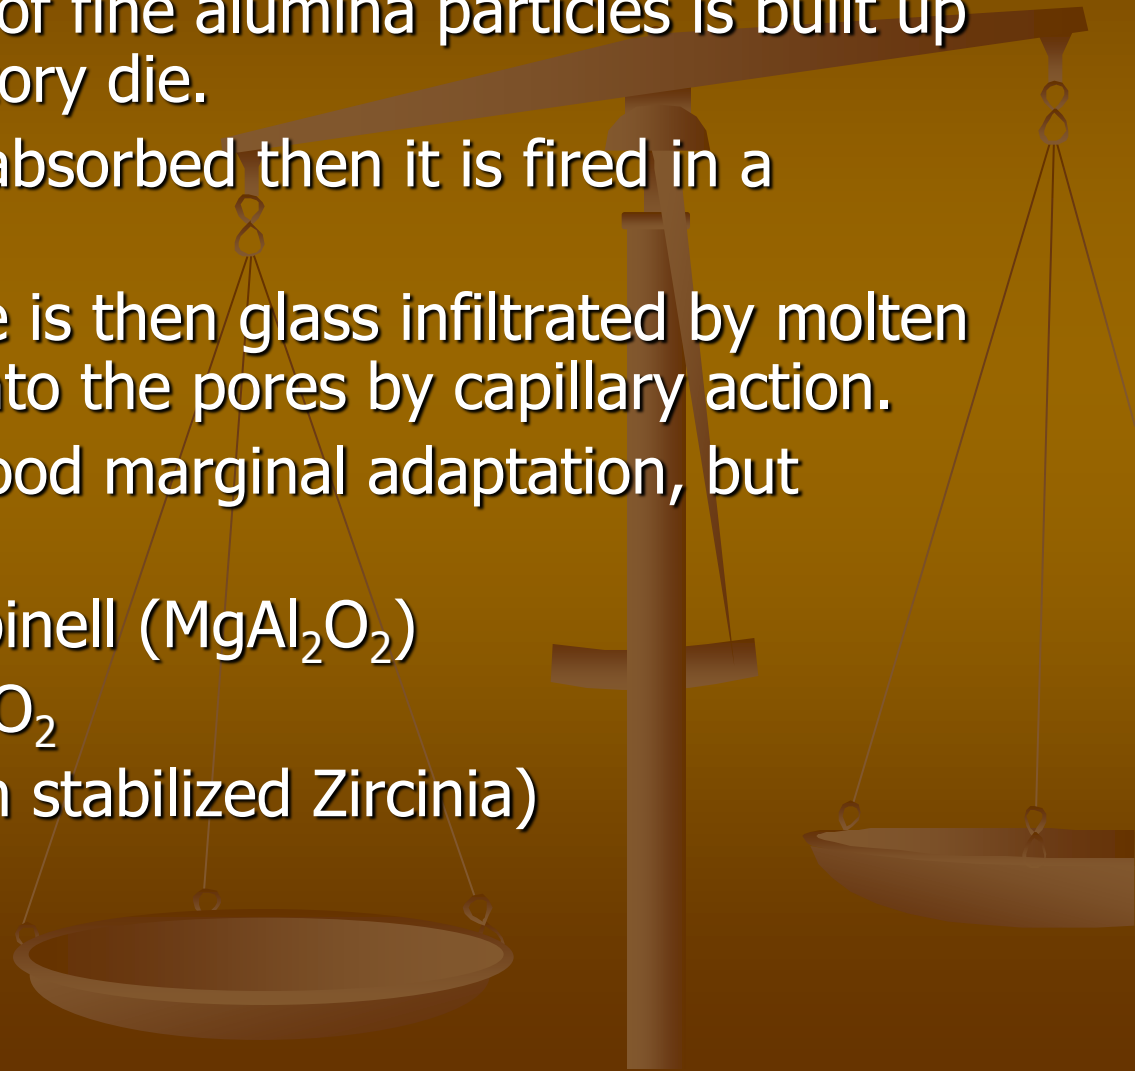 of fine alumina particles is built up
ory die.
absorbed then it is fired in a
is then glass infiltrated by molten
to the pores by capillary action.
ood marginal adaptation, but
inell (MgAl₂O₂)
O₂
stabilized Zircinia)